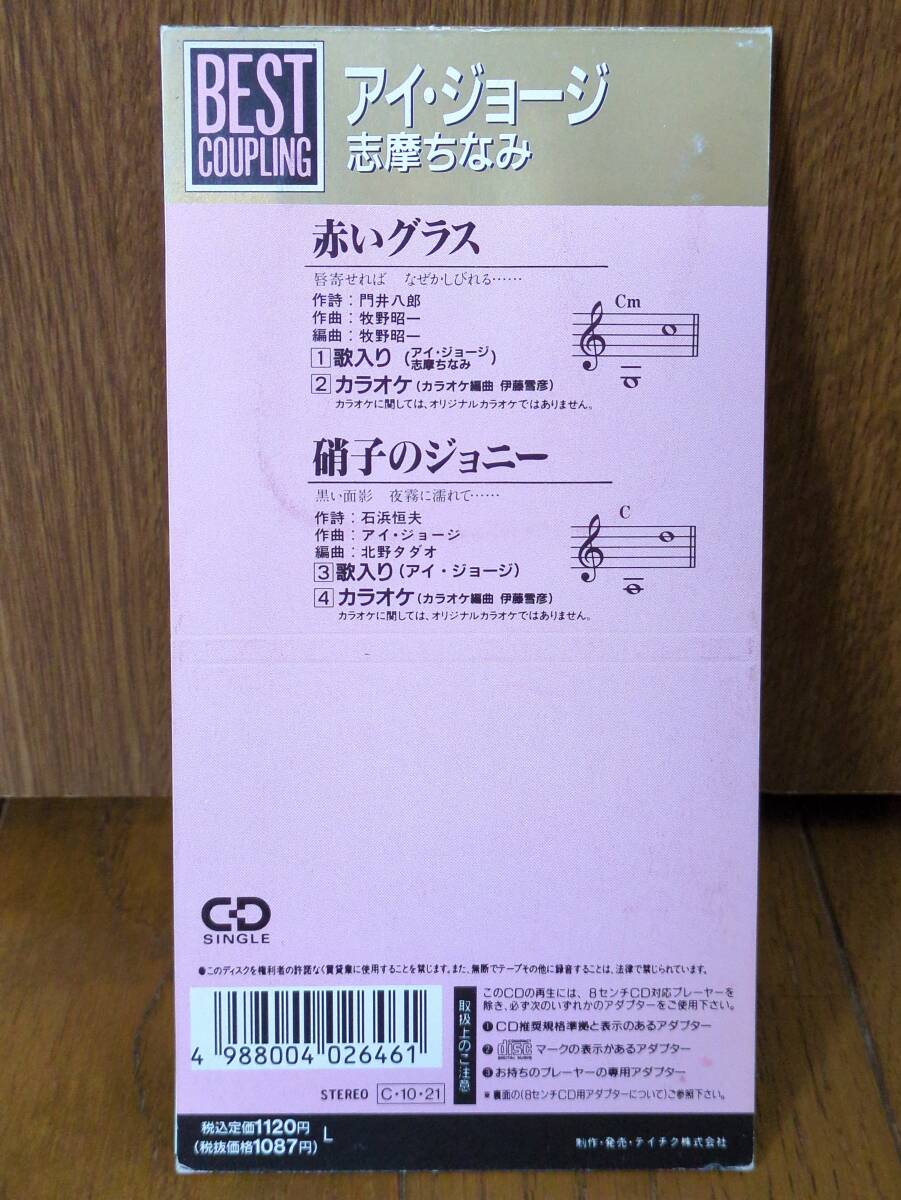 BEST
COUPLING
アイ・ジョージ
志摩ちなみ
赤いグラス
唇寄せれば なぜかしびれる……
作詩：門井八郎
作曲：牧野昭一
編曲：牧野昭一
1 歌入り（アイ・ジョージ 志摩ちなみ）
2 カラオケ（カラオケ編曲 伊藤雪彦）
カラオケに関しては、オリジナルカラオケではありません。
Cm
硝子のジョニー
黒い面影 夜霧に濡れて……
作詩：石浜恒夫
作曲：アイ・ジョージ
編曲：北野タダオ
3 歌入り（アイ・ジョージ）
4 カラオケ（カラオケ編曲 伊藤雪彦）
カラオケに関しては、オリジナルカラオケではありません。
C
CD
SINGLE
●このディスクを権利者の許諾なく賃貸業に使用することを禁じます。また、無断でテープその他に録音することは、法律で禁じられています。
4 988004 026461
STEREO C・10・21
取扱上のご注意
このCDの再生には、8センチCD対応プレーヤーを
除き、必ず次のいずれかのアダプターをご使用下さい。
❶CD推奨規格準拠と表示のあるアダプター
❷ disc マークの表示があるアダプター
❸お持ちのプレーヤーの専用アダプター
※裏面の(8センチCD用アダプターについて)ご参照下さい。
税込定価1120円
(税抜価格1087円) L
制作・発売・テイチク株式会社